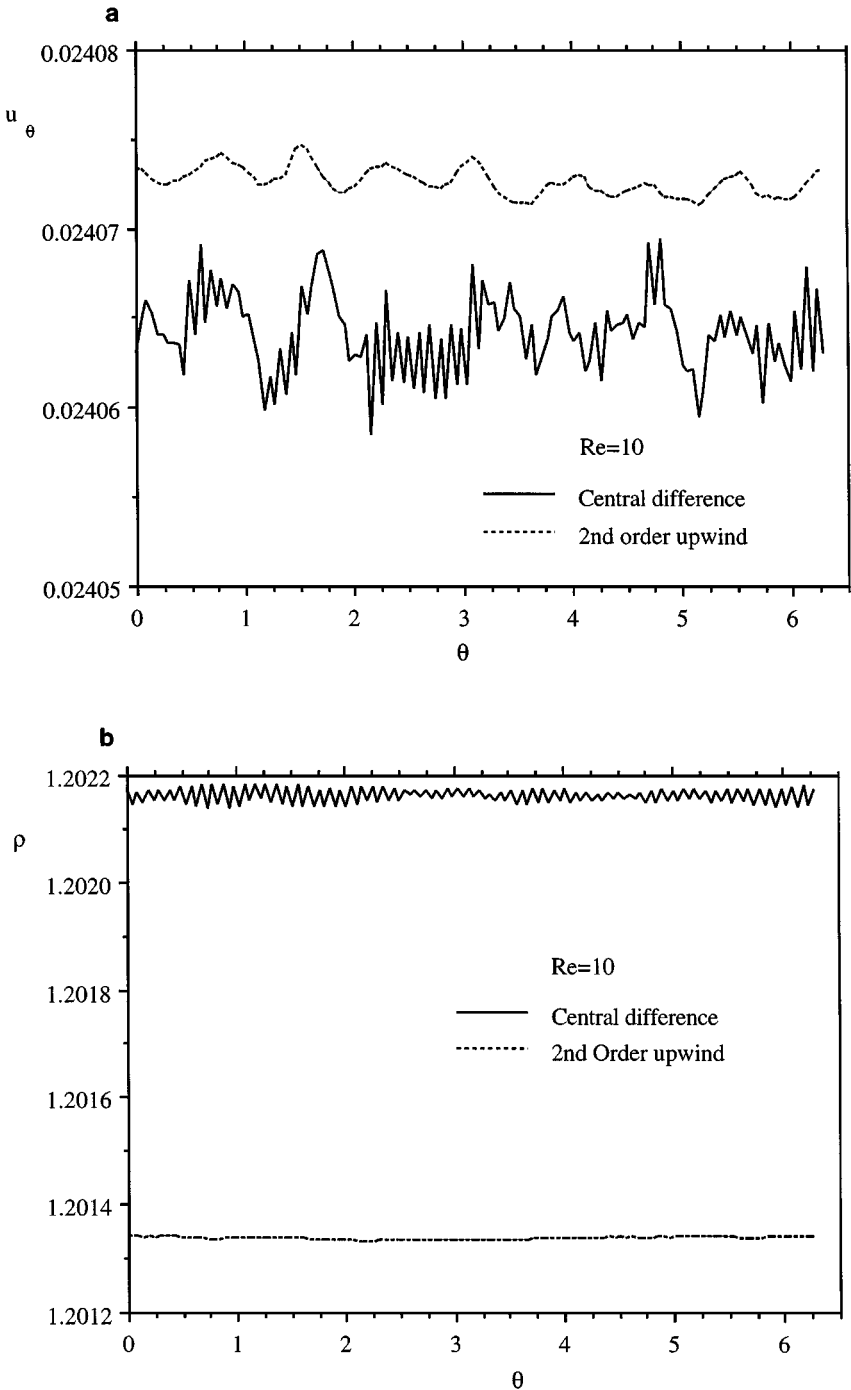 a
0.02408
u θ
0.02407
0.02406
Re=10
Central difference
2nd order upwind
0.02405
0 1 2 3 4 5 6
θ
b
1.2022
ρ
1.2020
Re=10
1.2018
Central difference
2nd Order upwind
1.2016
1.2014
1.2012
0 1 2 3 4 5 6
θ